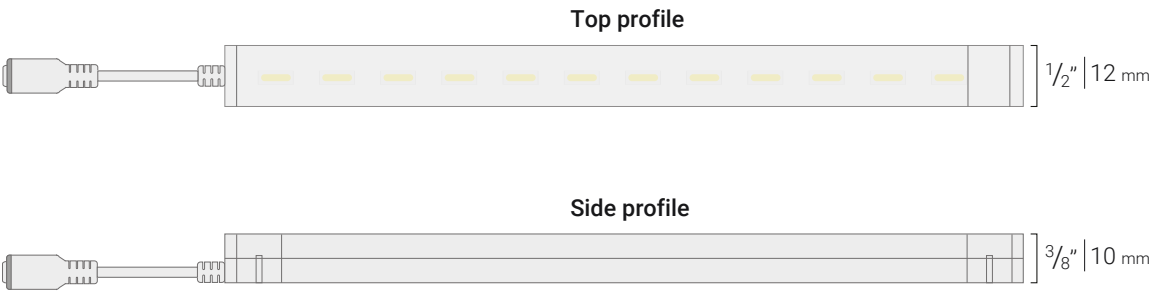 Top profile
1/2” | 12 mm
Side profile
3/8” | 10 mm